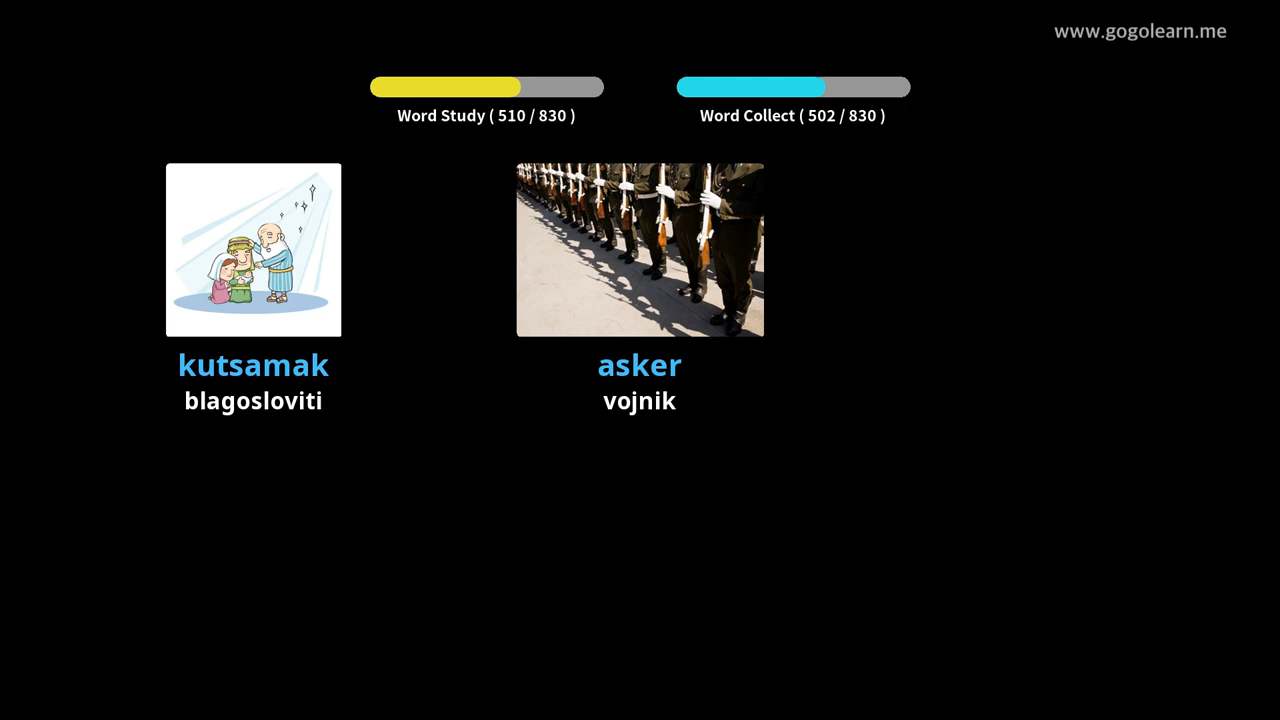 www.gogolearn.me
Word Study ( 510 / 830 )
Word Collect ( 502 / 830 )
kutsamak
blagosloviti
asker
vojnik